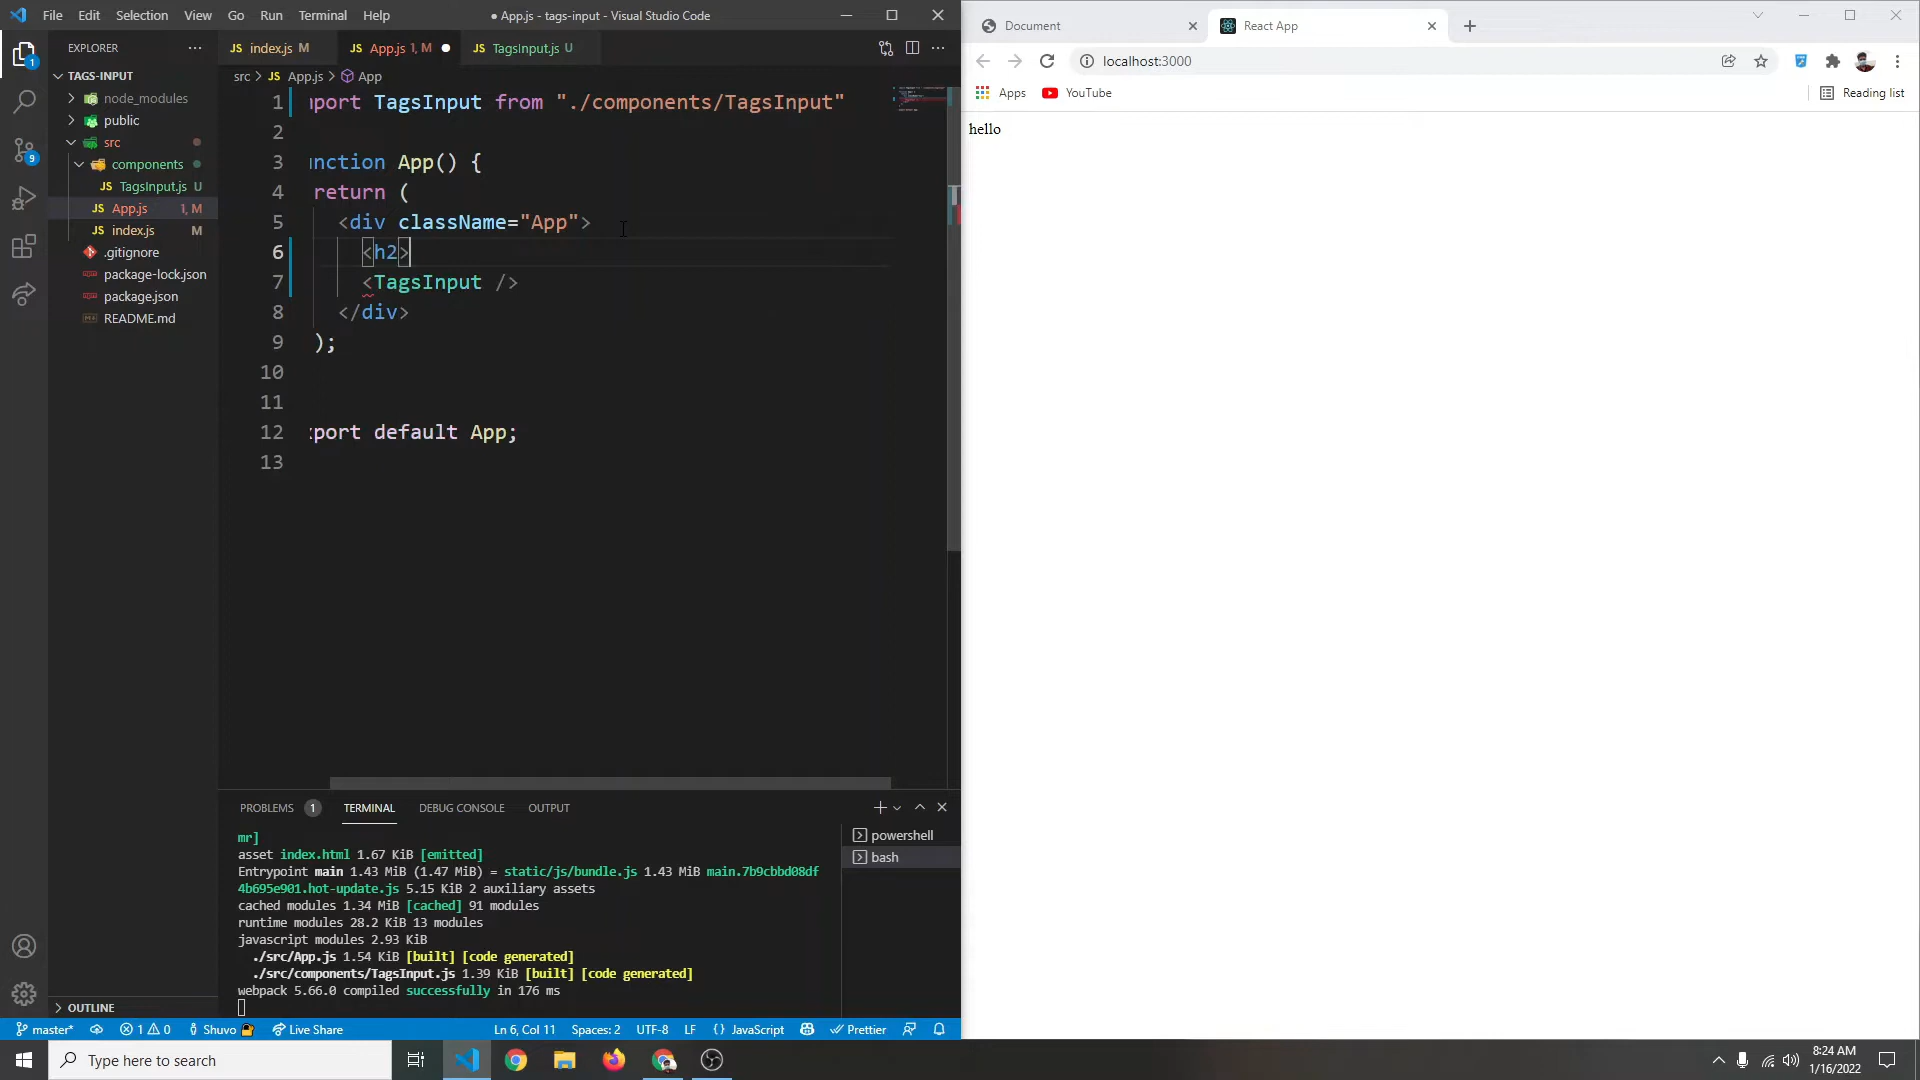 File Edit Selection View Go Run Terminal Help
● App.js - tags-input - Visual Studio Code
EXPLORER
JS index.js M
JS App.js 1, M
JS TagsInput.js U
TAGS-INPUT
node_modules
public
src
components
JS TagsInput.js U
JS App.js 1, M
JS index.js M
.gitignore
package-lock.json
package.json
README.md
OUTLINE
src > JS App.js > App
1 port TagsInput from "./components/TagsInput"
2
3 nction App() {
4 return (
5 <div className="App">
6 <h2>
7 <TagsInput />
8 </div>
9 );
10
11
12 port default App;
13
PROBLEMS 1 TERMINAL DEBUG CONSOLE OUTPUT
powershell
bash
mr]
asset index.html 1.67 KiB [emitted]
Entrypoint main 1.43 MiB (1.47 MiB) = static/js/bundle.js 1.43 MiB main.7b9cbbd08df
4b695e901.hot-update.js 5.15 KiB 2 auxiliary assets
cached modules 1.34 MiB [cached] 91 modules
runtime modules 28.2 KiB 13 modules
javascript modules 2.93 KiB
./src/App.js 1.54 KiB [built] [code generated]
./src/components/TagsInput.js 1.39 KiB [built] [code generated]
webpack 5.66.0 compiled successfully in 176 ms
master* 1 0 Shuvo Live Share Ln 6, Col 11 Spaces: 2 UTF-8 LF {} JavaScript Prettier
Document
React App
localhost:3000
Apps YouTube Reading list
hello
Type here to search
8:24 AM
1/16/2022
1
9